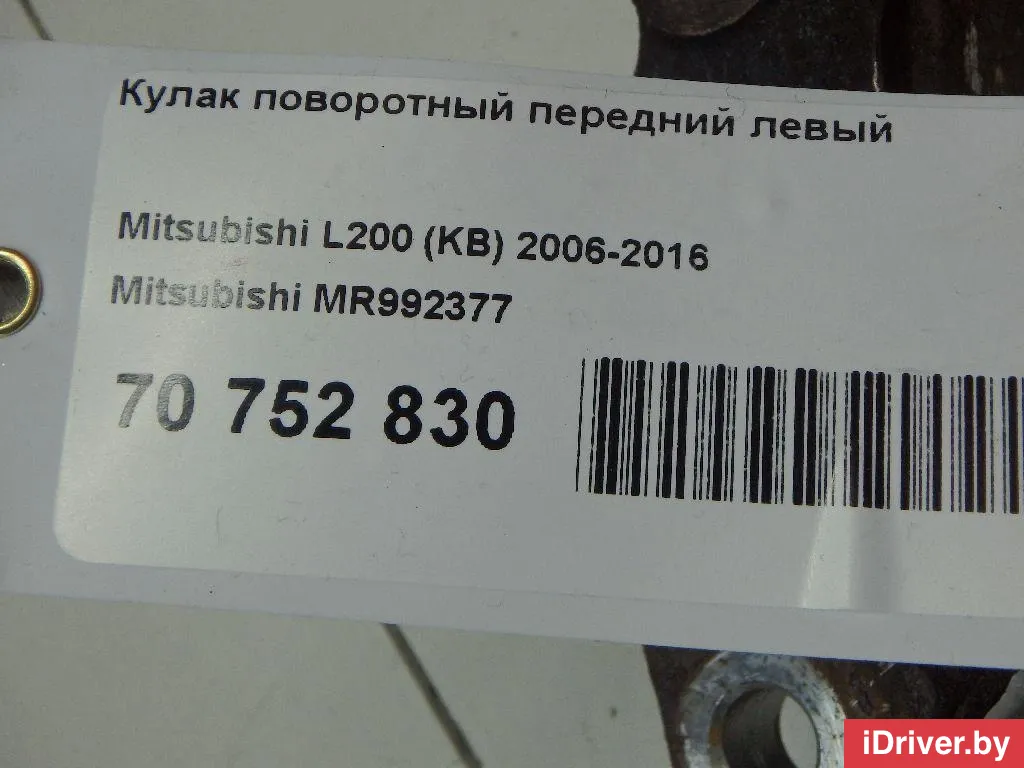 Кулак поворотный передний левый
Mitsubishi L200 (KB) 2006-2016
Mitsubishi MR992377
70 752 830
iDriver.by